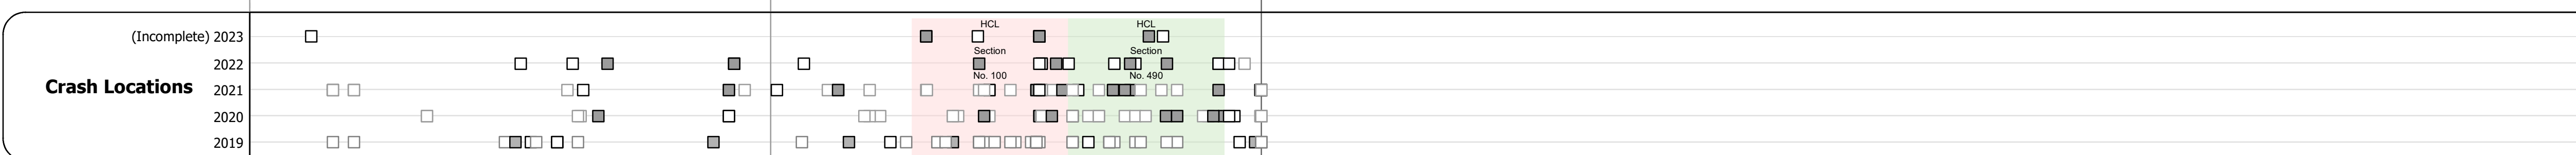 HCL HCL
(Incomplete) 2023
Section Section
2022
No. 100 No. 490
Crash Locations
2021
2020
2019